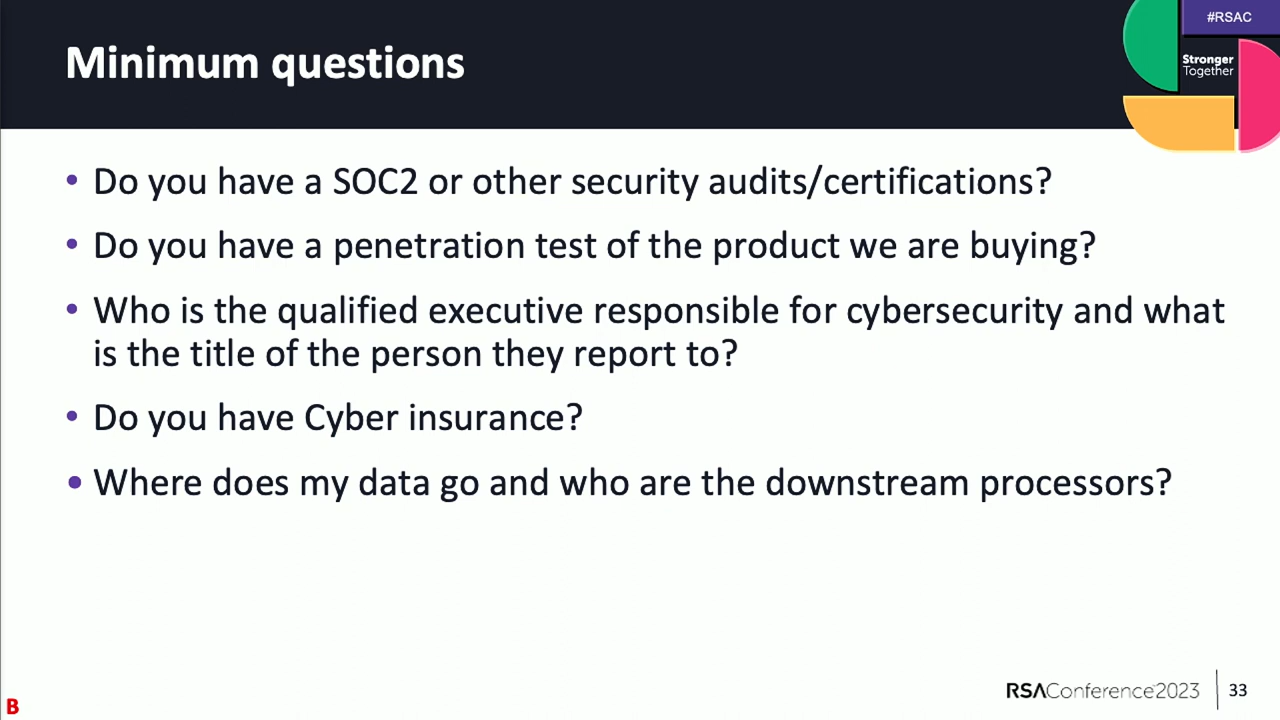 #RSAC
Minimum questions
Stronger
Together
• Do you have a SOC2 or other security audits/certifications?
• Do you have a penetration test of the product we are buying?
• Who is the qualified executive responsible for cybersecurity and what
is the title of the person they report to?
• Do you have Cyber insurance?
• Where does my data go and who are the downstream processors?
RSAConference2023
33
B